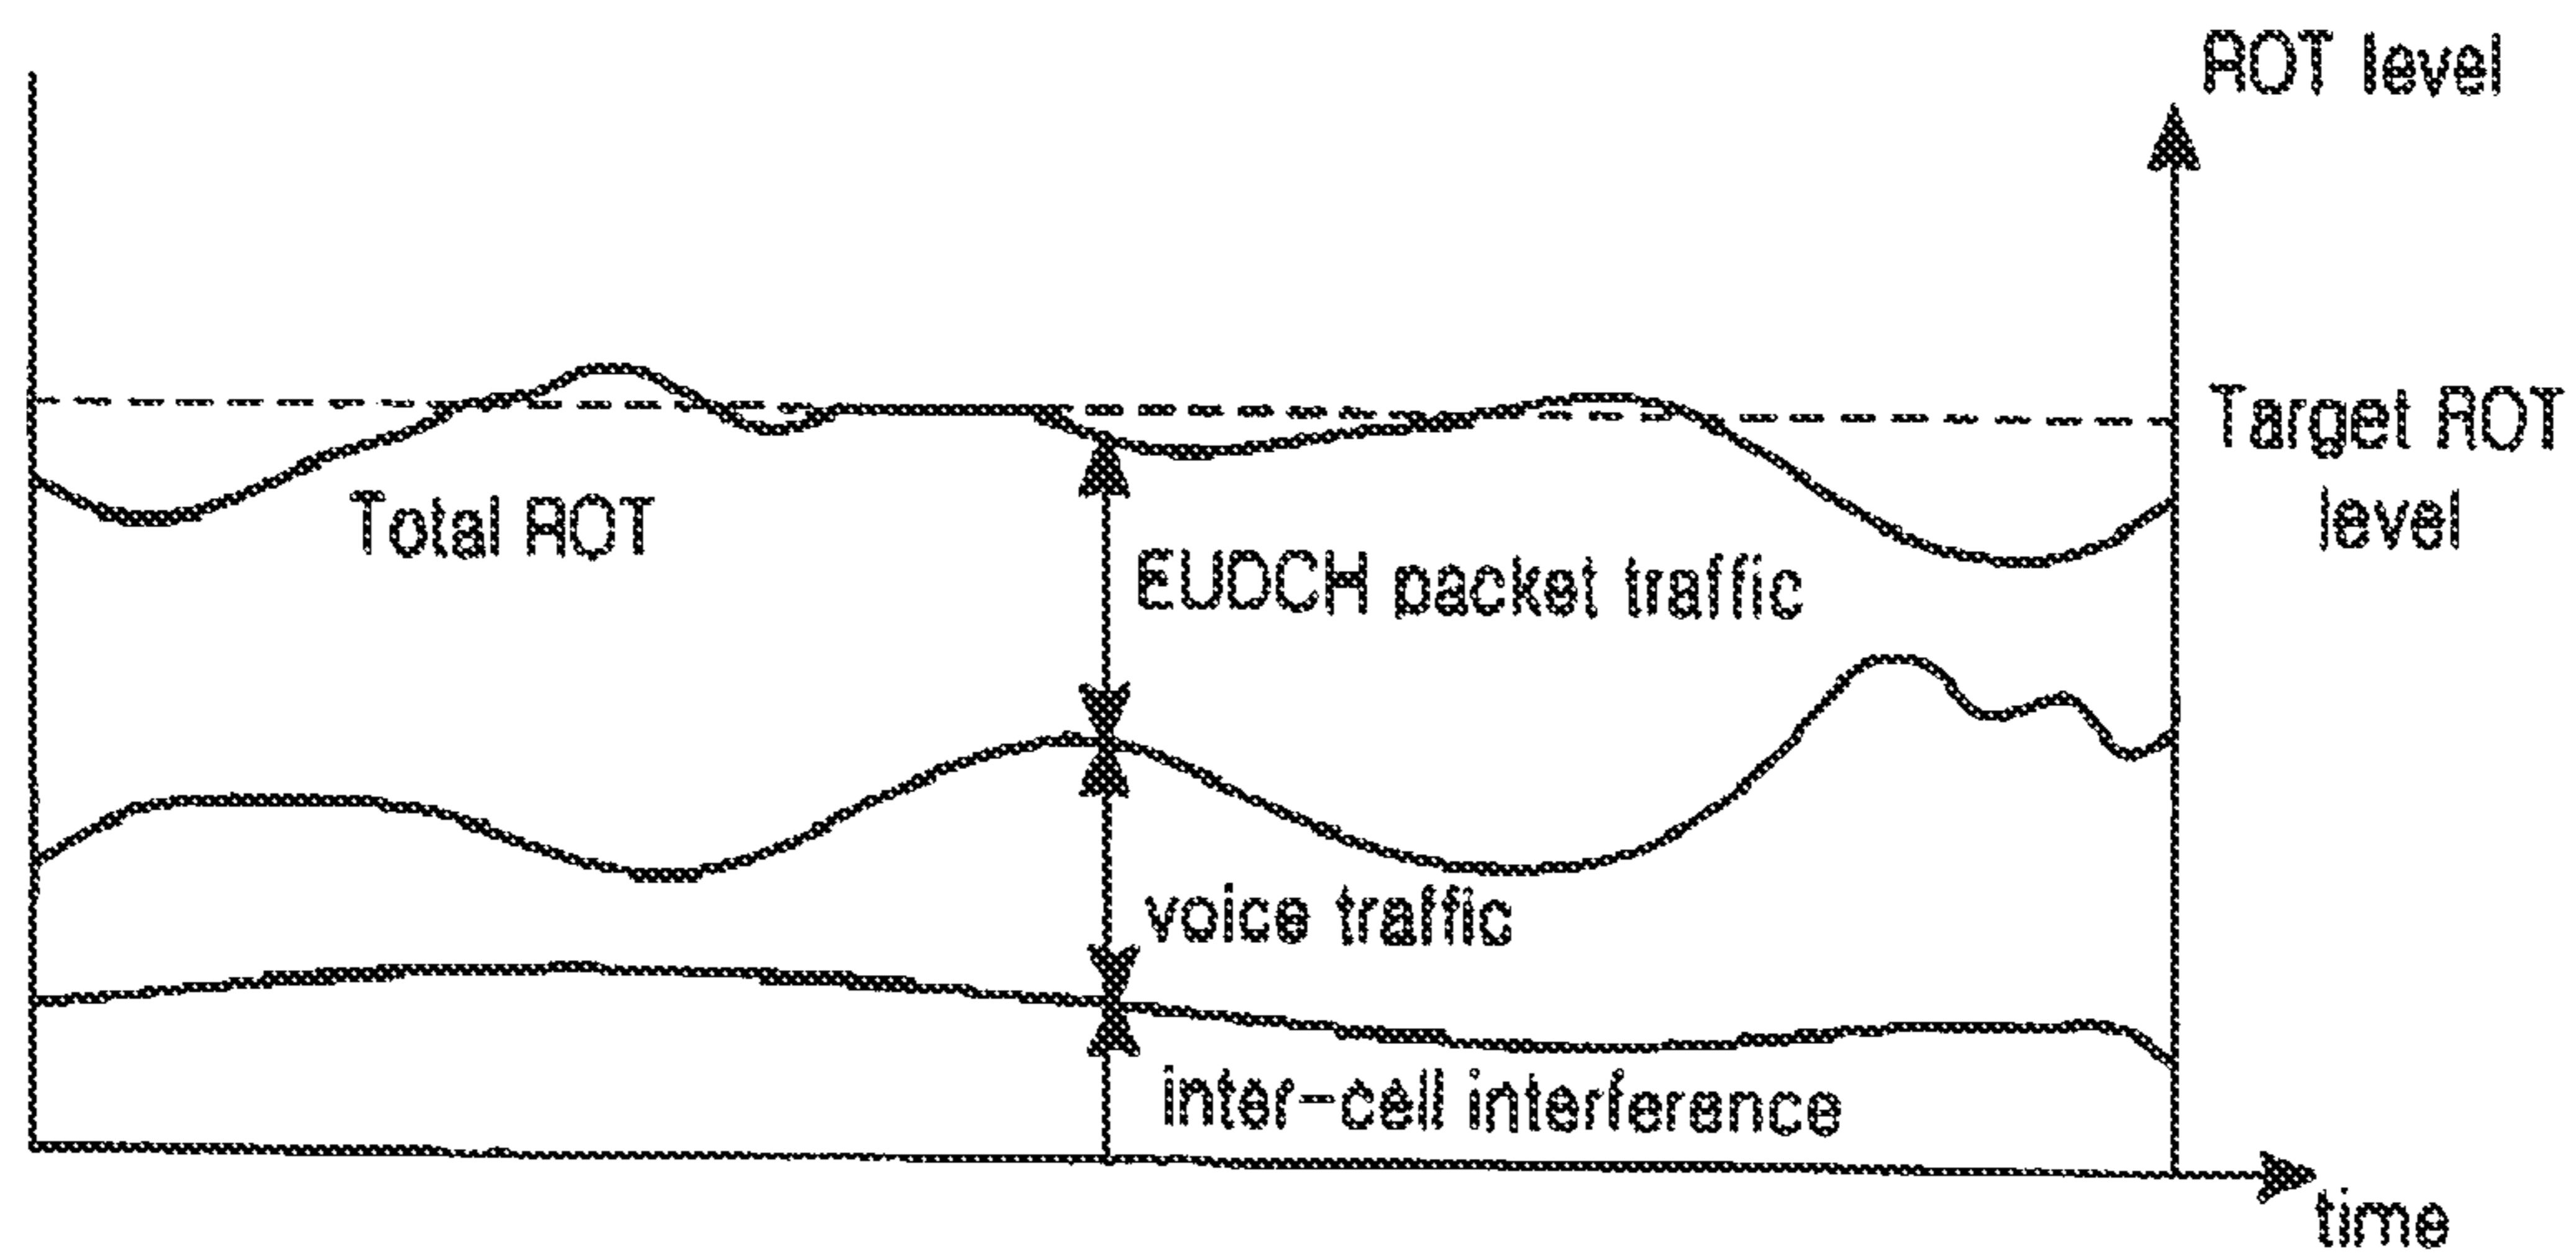 ROT level
Target ROT
level
Total ROT
EUDCH packet traffic
voice traffic
inter-cell interference
time